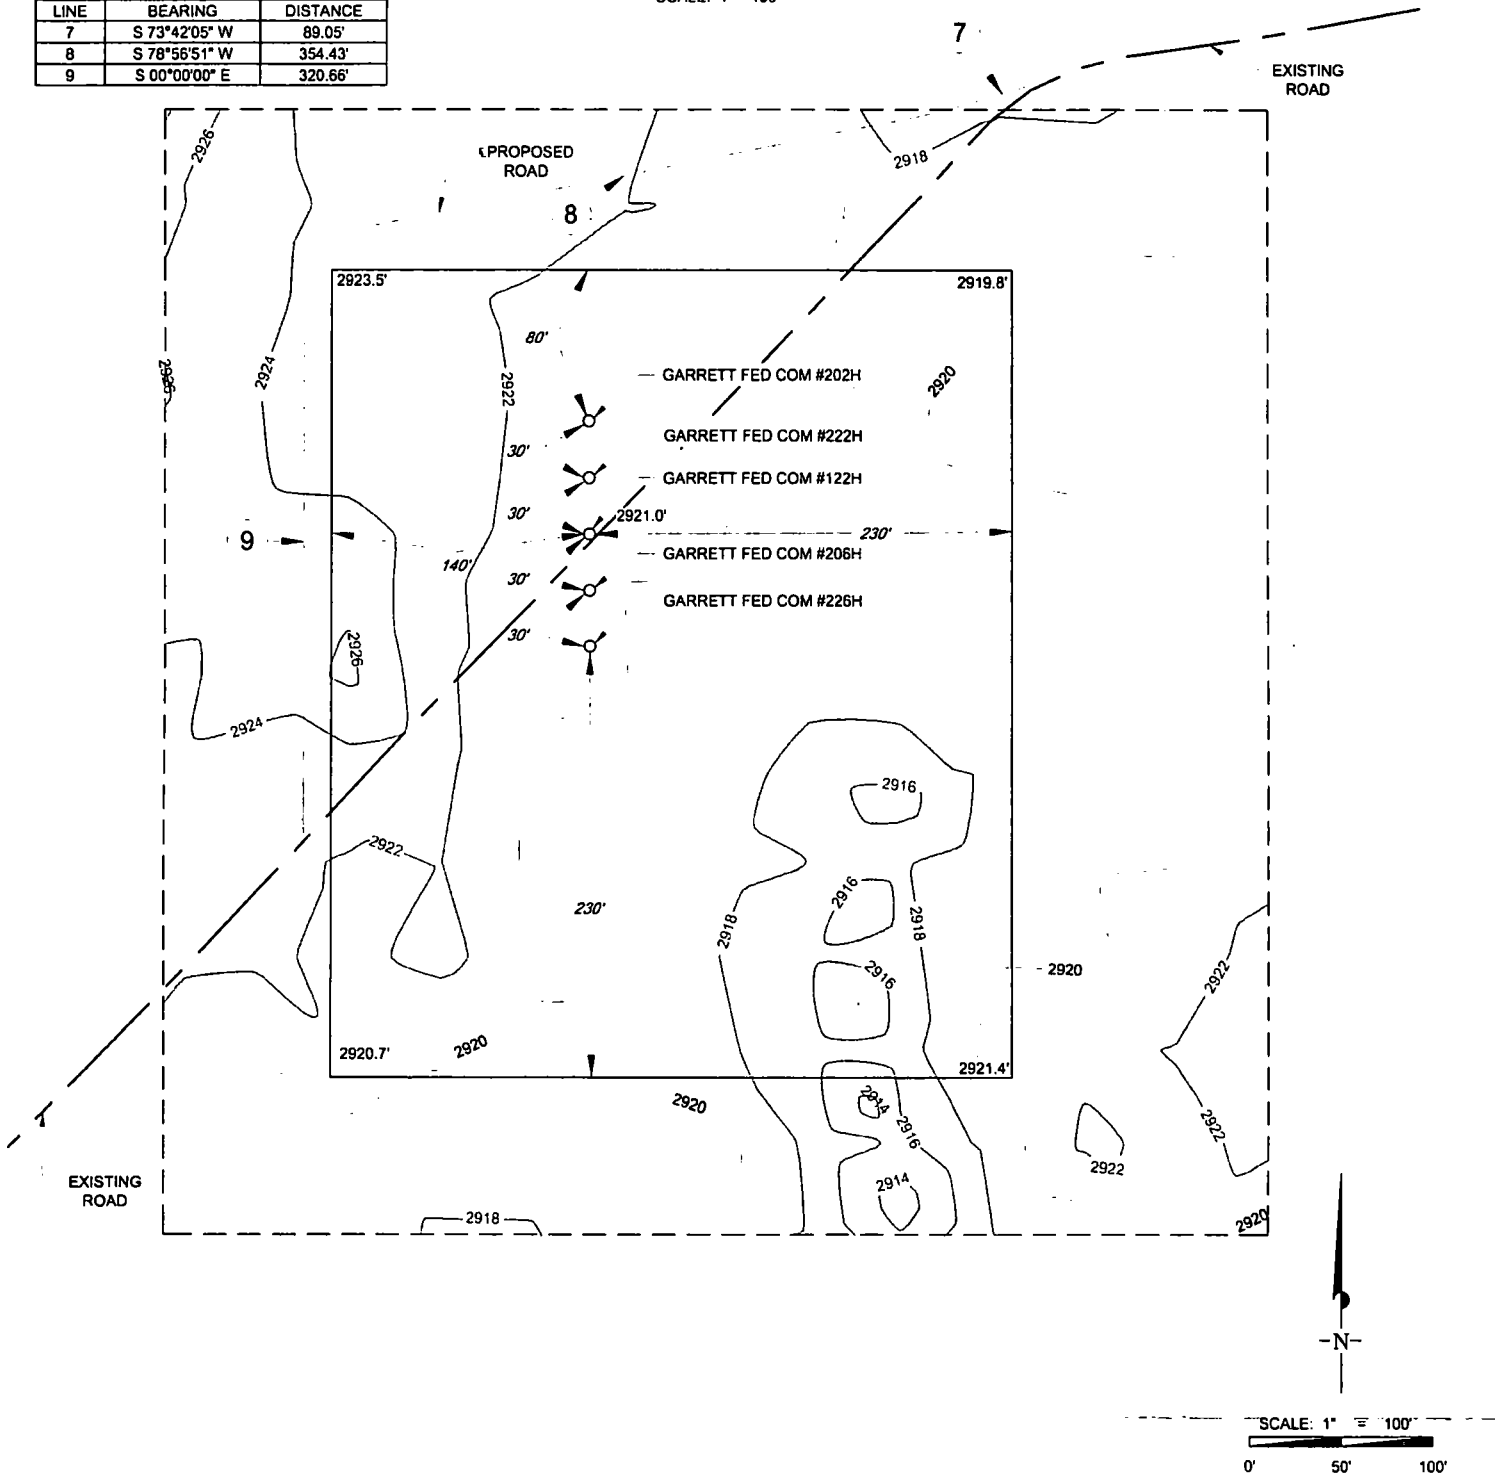 LINE BEARING DISTANCE
7 S 73°42'05" W 89.05'
8 S 78°56'51" W 354.43'
9 S 00°00'00" E 320.66'
7
EXISTING
ROAD
2926
PROPOSED
ROAD
2918
8
2923.5'
2919.8'
80'
2926
2924
2922
GARRETT FED COM #202H
2920
30'
GARRETT FED COM #222H
GARRETT FED COM #122H
30'
2921.0'
9
230'
140'
GARRETT FED COM #206H
30'
GARRETT FED COM #226H
30'
2926
2924
2916
2922
2916
230'
2918
2918
2916
2920
2922
2920.7'
2920
2921.4'
2920
2914
2916
2922
2922
EXISTING
ROAD
2914
2918
2920
-N-
SCALE: 1" = 100'
0' 50' 100'